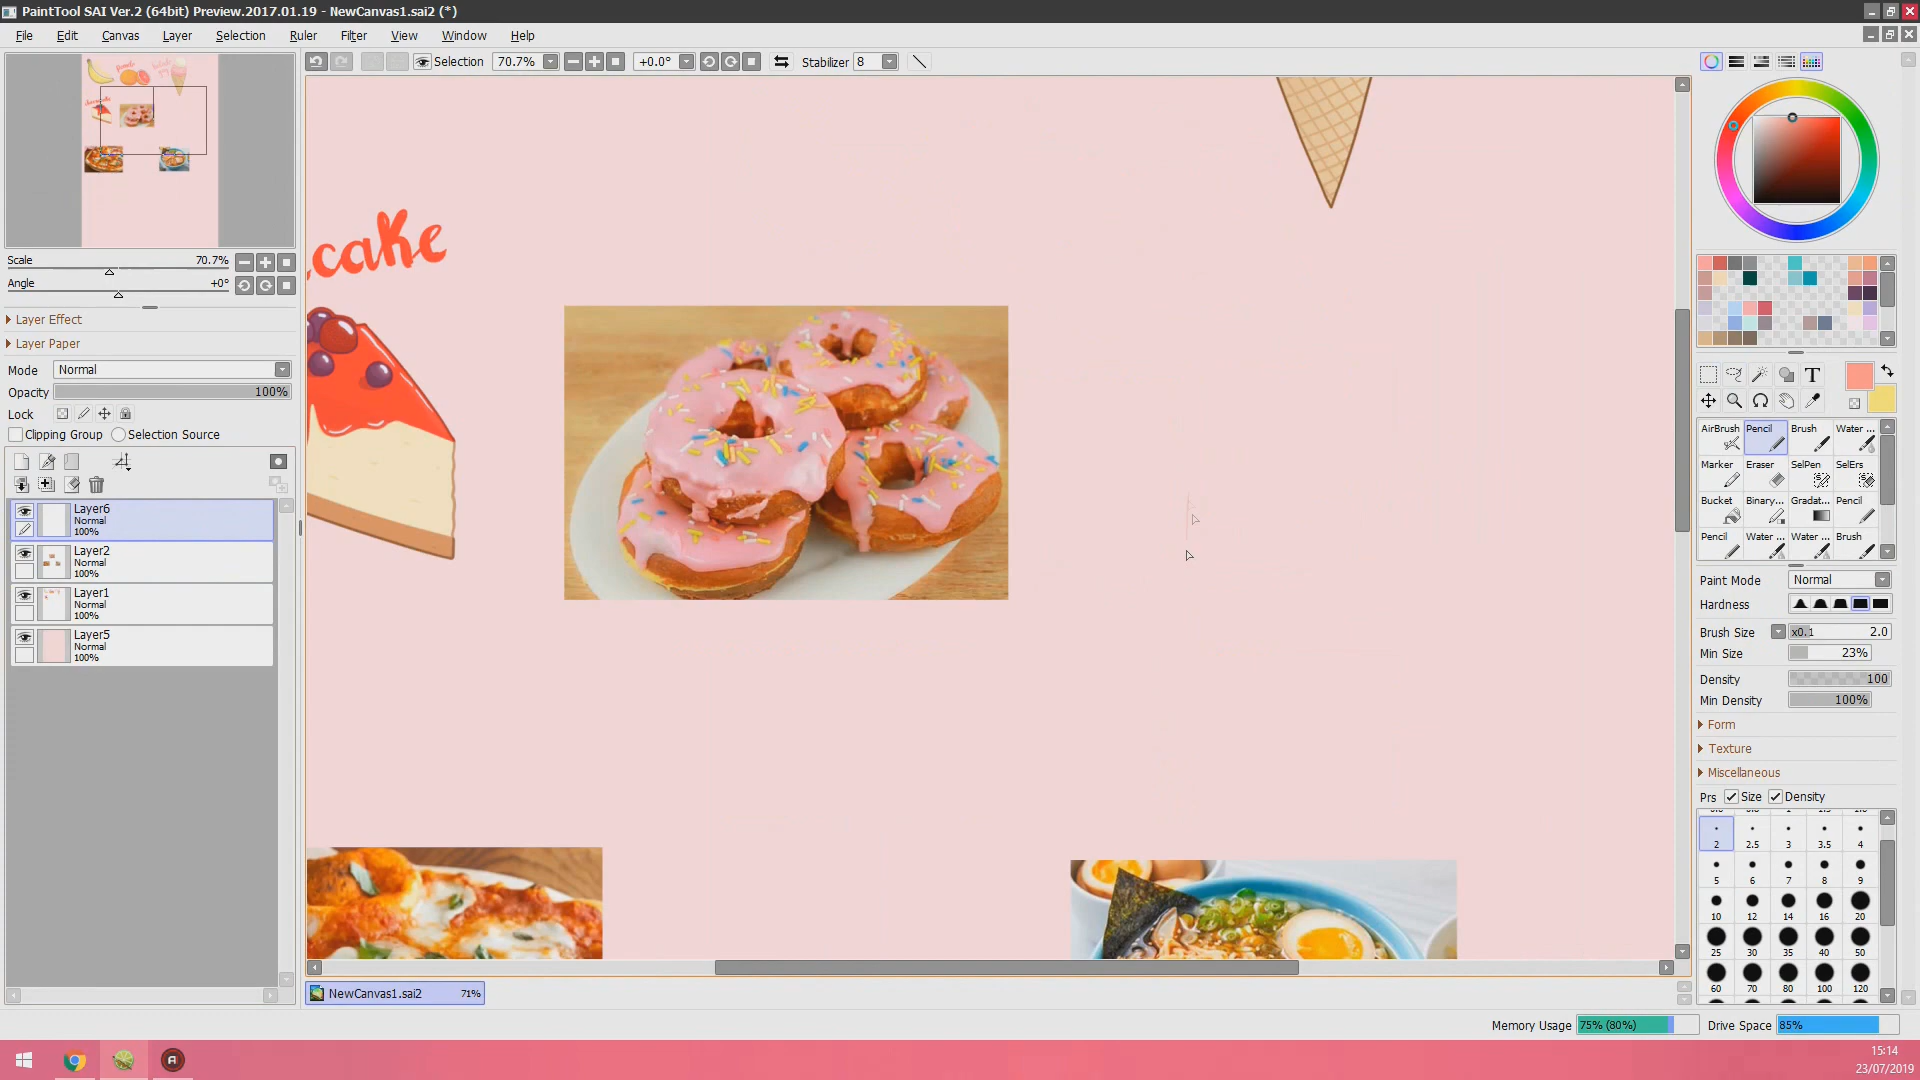 PaintTool SAI Ver.2 (64bit) Preview.2017.01.19 - NewCanvas1.sai2 (*)
File Edit Canvas Layer Selection Ruler Filter View Window Help
Selection 70.7% +0.0° Stabilizer 8
Scale 70.7%
Angle +0°
Layer Effect
Layer Paper
Mode Normal
Opacity 100%
Lock
Clipping Group Selection Source
Layer6
Normal
100%
Layer2
Normal
100%
Layer1
Normal
100%
Layer5
Normal
100%
cake
T
AirBrush Pencil Brush Water ...
Marker Eraser SelPen SelErs
Bucket Binary... Gradat... Pencil
Pencil Water ... Water ... Brush
Paint Mode Normal
Hardness
Brush Size x0.1 2.0
Min Size 23%
Density 100
Min Density 100%
Form
Texture
Miscellaneous
Prs Size Density
2 2.5 3 3.5 4
5 6 7 8 9
10 12 14 16 20
25 30 35 40 50
60 70 80 100 120
NewCanvas1.sai2 71%
Memory Usage 75% (80%) Drive Space 85%
15:14
23/07/2019